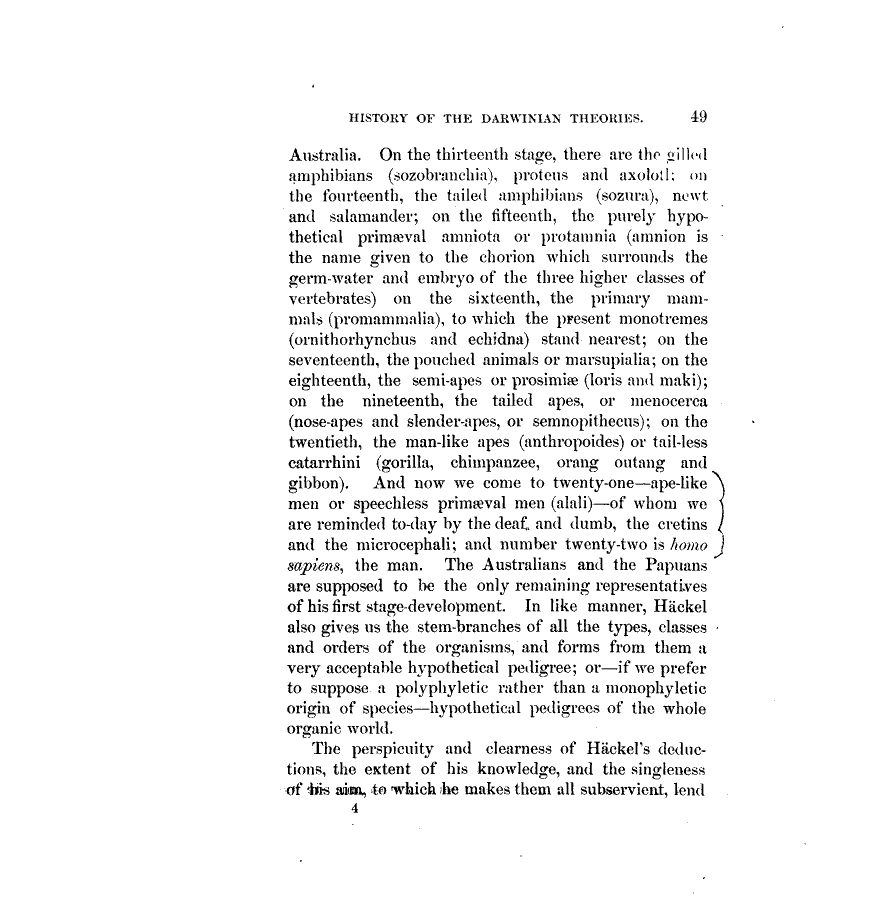 HISTORY OF THE DARWINIAN THEORIES. 49
Australia. On the thirteenth stage, there are the gilled
amphibians (sozobranchia), proteus and axolotl; on
the fourteenth, the tailed amphibians (sozura), newt
and salamander; on the fifteenth, the purely hypo-
thetical primæval amniota or protamnia (amnion is
the name given to the chorion which surrounds the
germ-water and embryo of the three higher classes of
vertebrates) on the sixteenth, the primary mam-
mals (promammalia), to which the present monotremes
(ornithorhynchus and echidna) stand nearest; on the
seventeenth, the pouched animals or marsupialia; on the
eighteenth, the semi-apes or prosimiæ (loris and maki);
on the nineteenth, the tailed apes, or menocerca
(nose-apes and slender-apes, or semnopithecus); on the
twentieth, the man-like apes (anthropoides) or tail-less
catarrhini (gorilla, chimpanzee, orang outang and
gibbon). And now we come to twenty-one—ape-like
men or speechless primæval men (alali)—of whom we
are reminded to-day by the deaf and dumb, the cretins
and the microcephali; and number twenty-two is homo
sapiens, the man. The Australians and the Papuans
are supposed to be the only remaining representatives
of his first stage-development. In like manner, Häckel
also gives us the stem-branches of all the types, classes
and orders of the organisms, and forms from them a
very acceptable hypothetical pedigree; or—if we prefer
to suppose a polyphyletic rather than a monophyletic
origin of species—hypothetical pedigrees of the whole
organic world.
The perspicuity and clearness of Häckel's deduc-
tions, the extent of his knowledge, and the singleness
of his aim, to which he makes them all subservient, lend
4